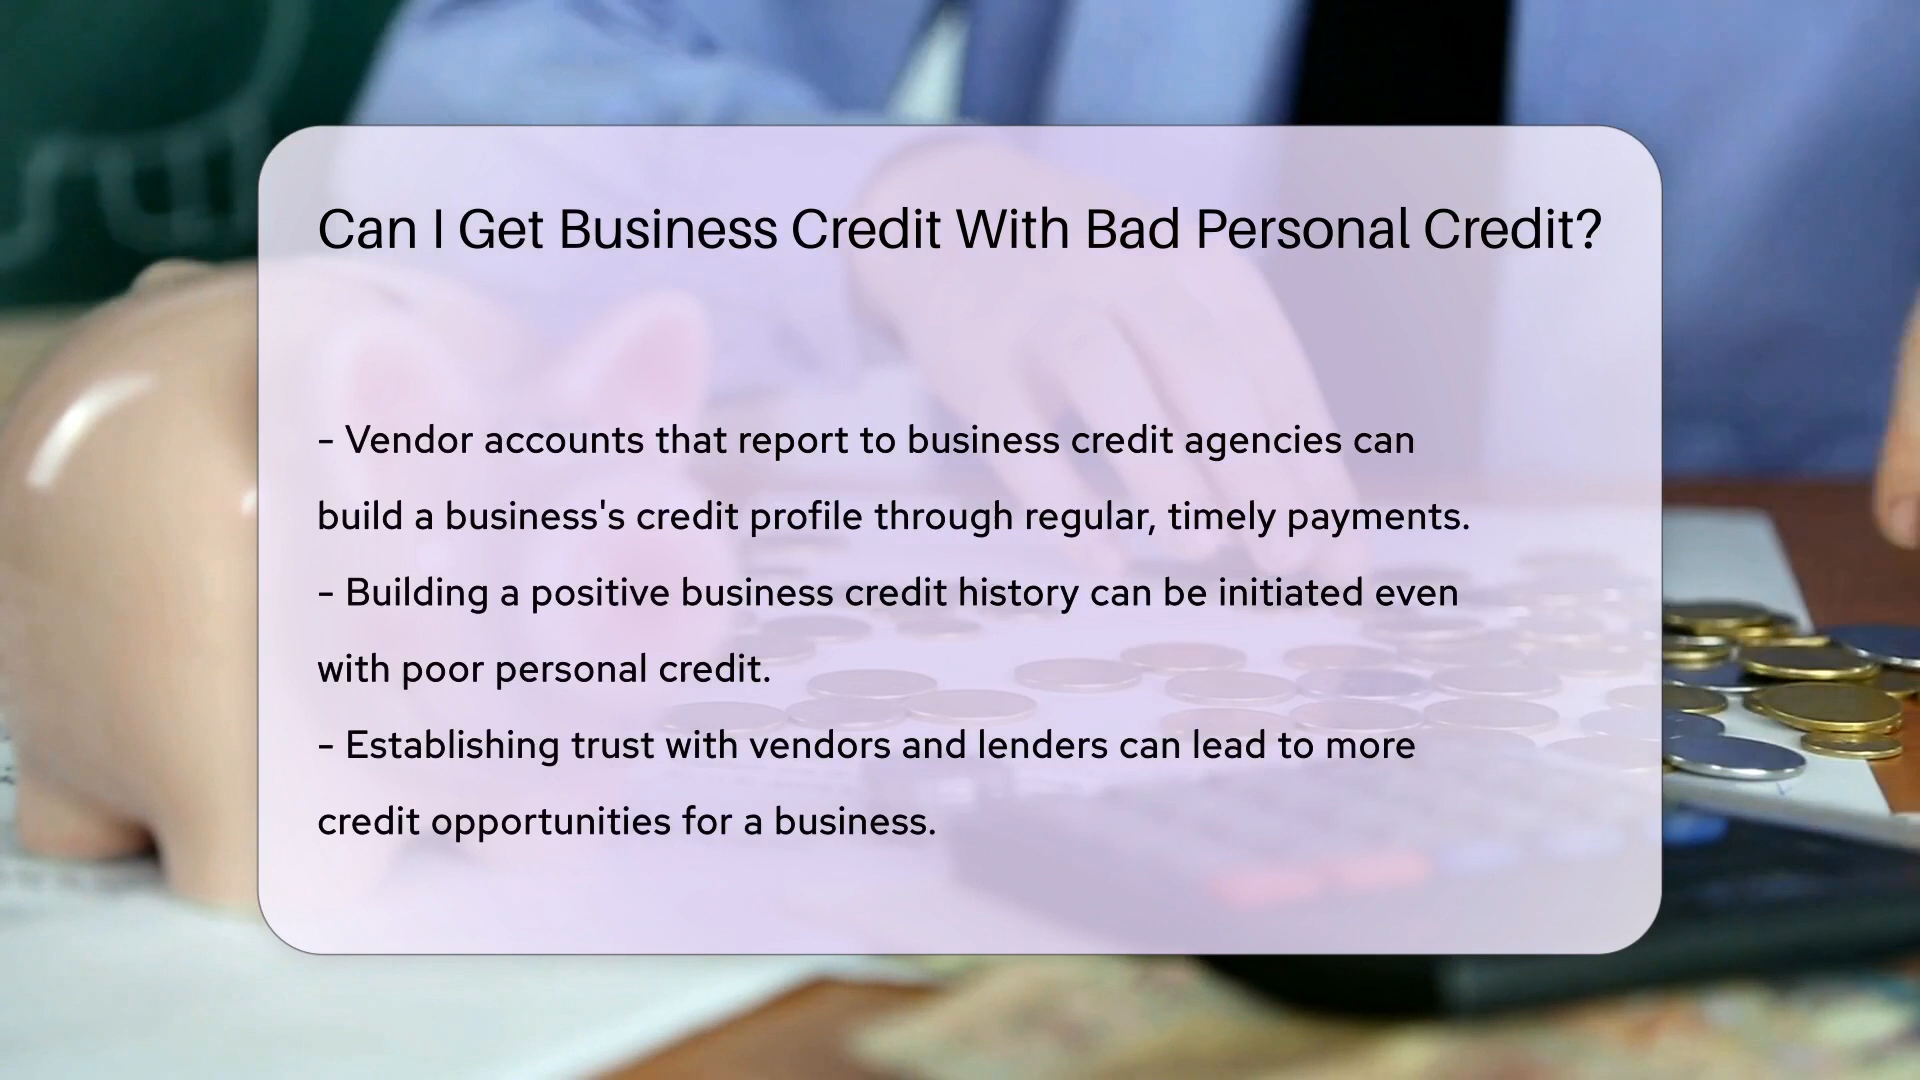 Can I Get Business Credit With Bad Personal Credit?
– Vendor accounts that report to business credit agencies can
build a business's credit profile through regular, timely payments.
– Building a positive business credit history can be initiated even
with poor personal credit.
– Establishing trust with vendors and lenders can lead to more
credit opportunities for a business.